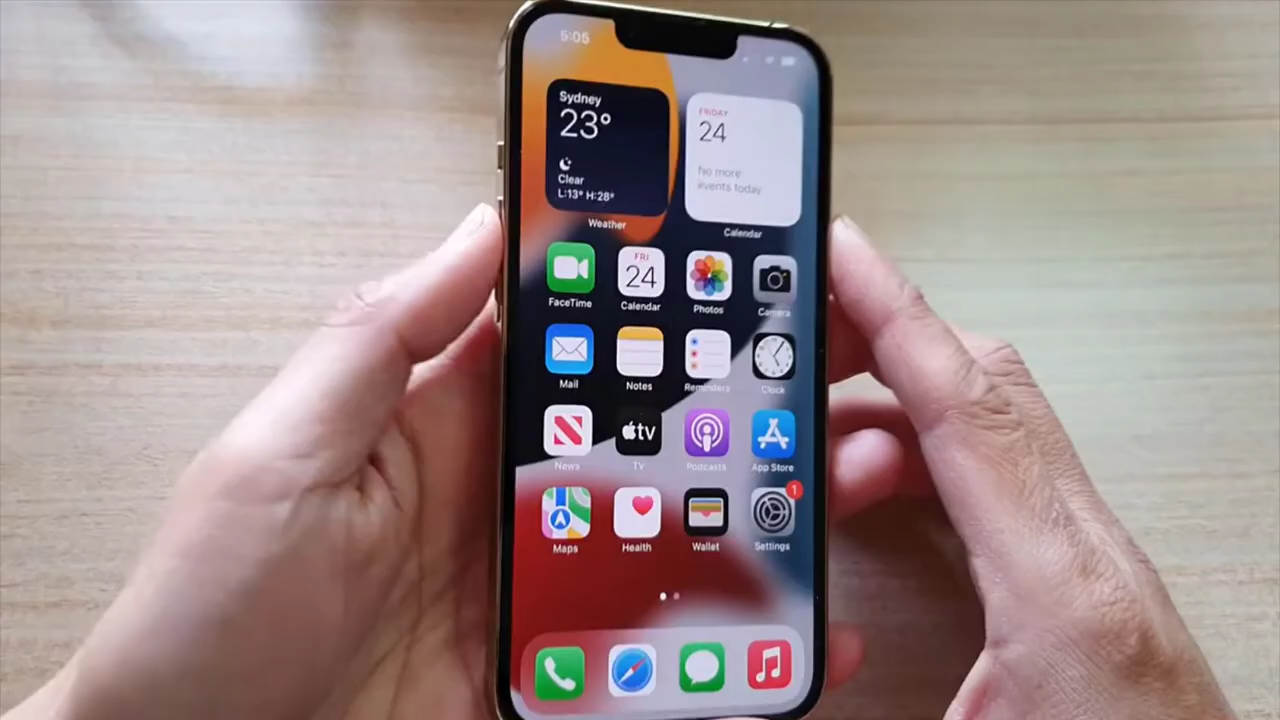 5:05
Sydney
23°
Clear
L:13° H:28°
Weather
FRIDAY
24
No more
events today
Calendar
FaceTime
FRI
24
Calendar
Photos
Camera
Mail
Notes
Reminders
Clock
News
tv
TV
Podcasts
App Store
Maps
Health
Wallet
1
Settings